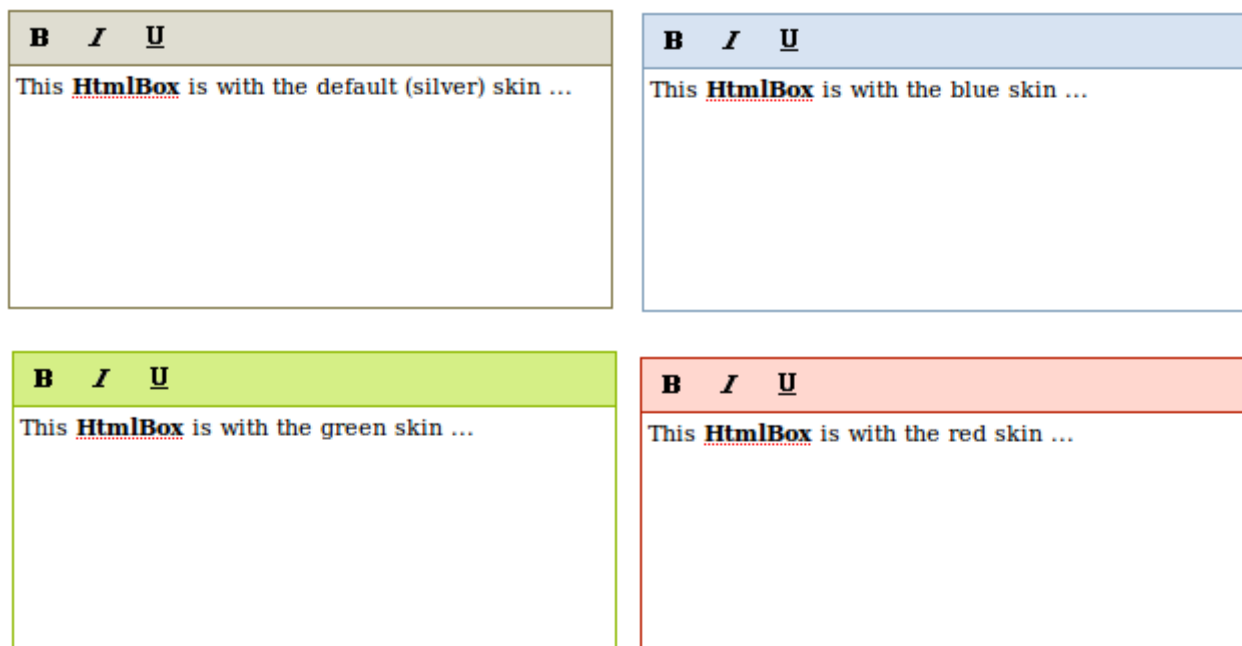 B I U
This HtmlBox is with the default (silver) skin ...
B I U
This HtmlBox is with the blue skin ...
B I U
This HtmlBox is with the green skin ...
B I U
This HtmlBox is with the red skin ...